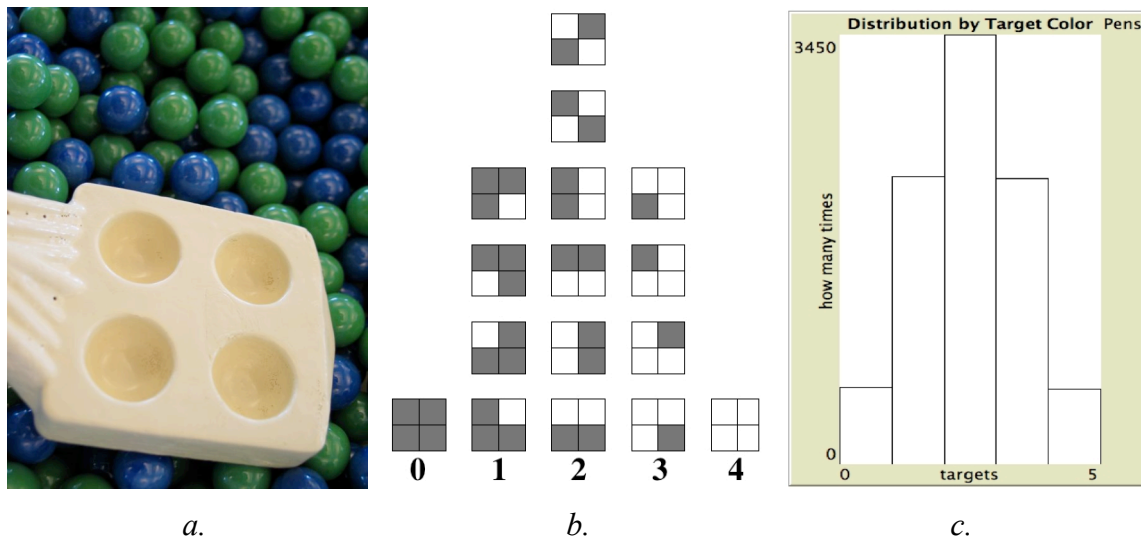 Distribution by Target Color Pens
3450
how many times
0
0 targets 5
0 1 2 3 4
a. b. c.